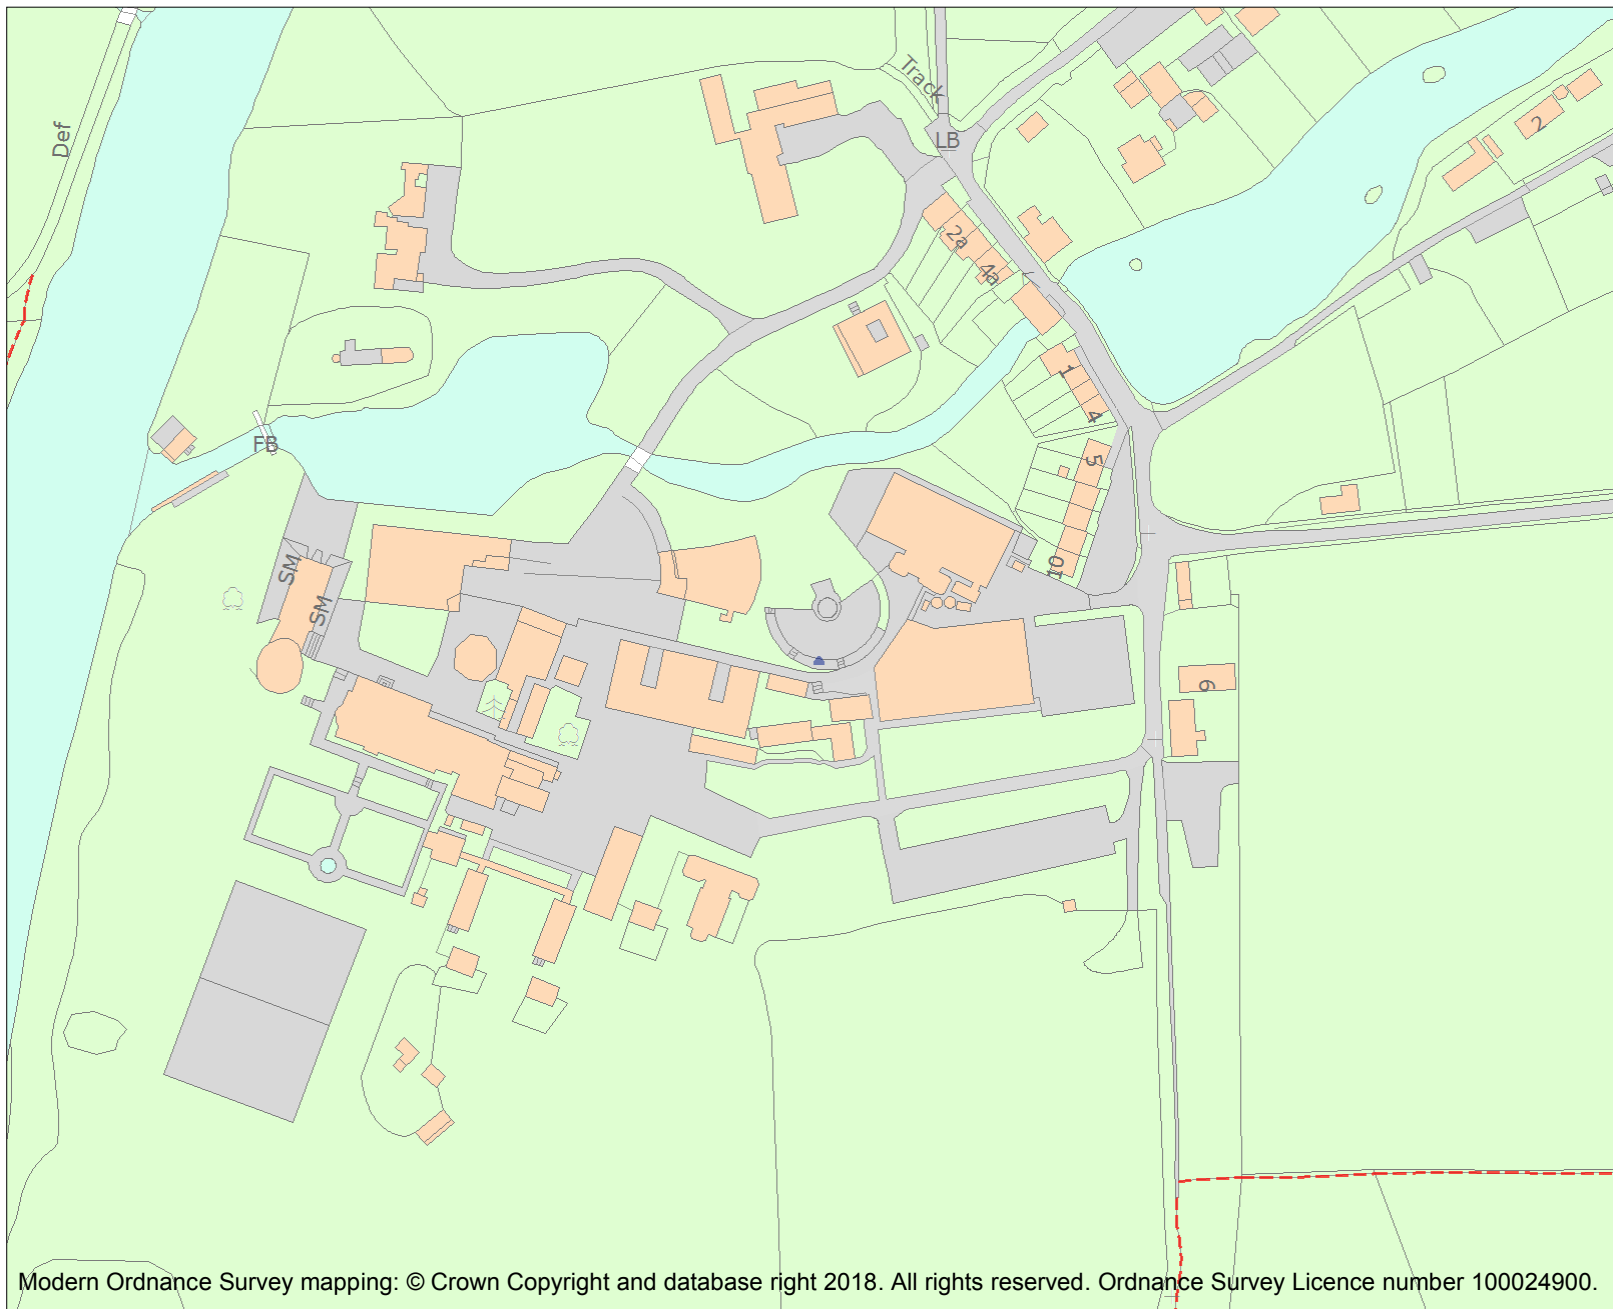 Track
Def
LB
2
2a
4a
1
4
FB
5
SM
10
SM
6
Modern Ordnance Survey mapping: © Crown Copyright and database right 2018. All rights reserved. Ordnance Survey Licence number 100024900.